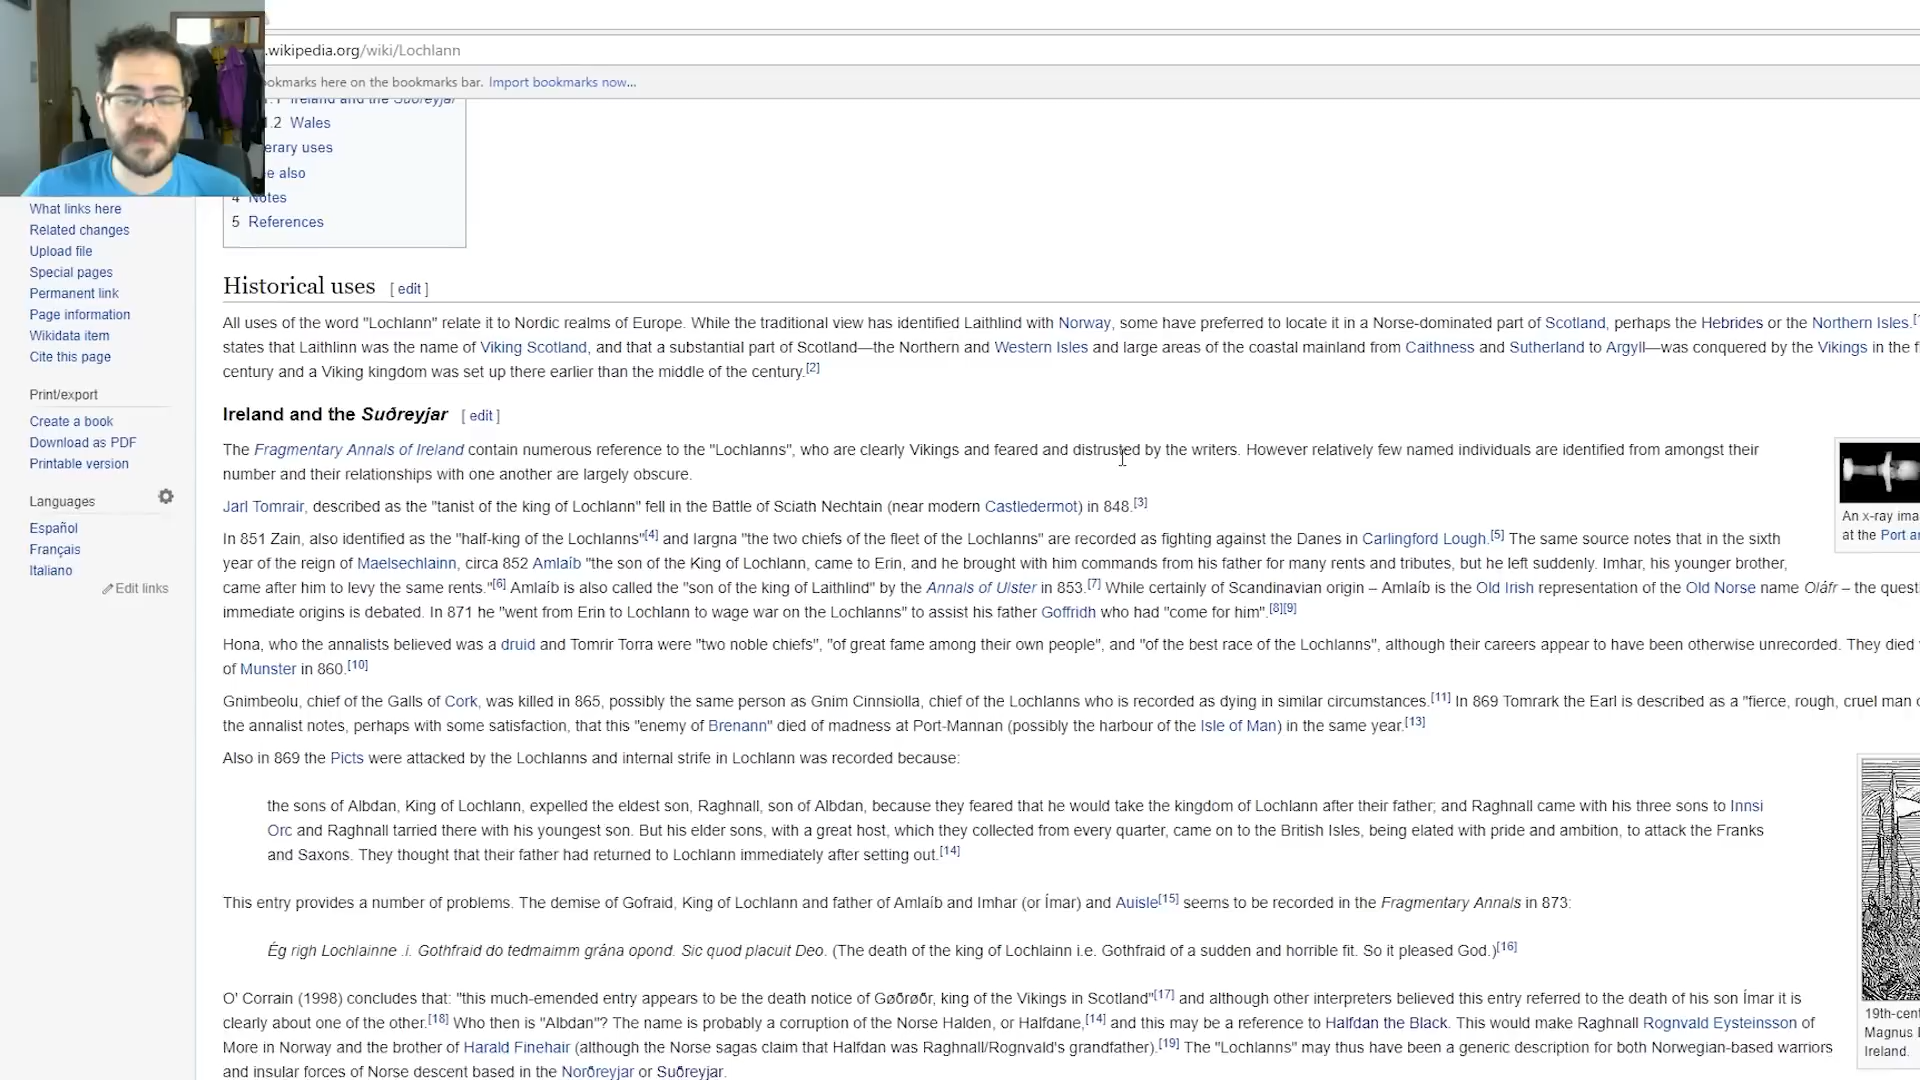 .wikipedia.org/wiki/Lochlann
bookmarks here on the bookmarks bar. Import bookmarks now...
1.1 Ireland and the Suðreyjar
1.2 Wales
erary uses
e also
4 Notes
5 References
What links here
Related changes
Upload file
Special pages
Permanent link
Page information
Wikidata item
Cite this page
Print/export
Create a book
Download as PDF
Printable version
Languages
Español
Français
Italiano
Edit links
Historical uses [ edit ]
All uses of the word "Lochlann" relate it to Nordic realms of Europe. While the traditional view has identified Laithlind with Norway, some have preferred to locate it in a Norse-dominated part of Scotland, perhaps the Hebrides or the Northern Isles.
states that Laithlinn was the name of Viking Scotland, and that a substantial part of Scotland—the Northern and Western Isles and large areas of the coastal mainland from Caithness and Sutherland to Argyll—was conquered by the Vikings in the
century and a Viking kingdom was set up there earlier than the middle of the century.[2]
Ireland and the Suðreyjar [ edit ]
The Fragmentary Annals of Ireland contain numerous reference to the "Lochlanns", who are clearly Vikings and feared and distrusted by the writers. However relatively few named individuals are identified from amongst their
number and their relationships with one another are largely obscure.
Jarl Tomrair, described as the "tanist of the king of Lochlann" fell in the Battle of Sciath Nechtain (near modern Castledermot) in 848.[3]
In 851 Zain, also identified as the "half-king of the Lochlanns"[4] and Iargna "the two chiefs of the fleet of the Lochlanns" are recorded as fighting against the Danes in Carlingford Lough.[5] The same source notes that in the sixth
year of the reign of Maelsechlainn, circa 852 Amlaíb "the son of the King of Lochlann, came to Erin, and he brought with him commands from his father for many rents and tributes, but he left suddenly. Imhar, his younger brother,
came after him to levy the same rents."[6] Amlaíb is also called the "son of the king of Laithlind" by the Annals of Ulster in 853.[7] While certainly of Scandinavian origin – Amlaíb is the Old Irish representation of the Old Norse name Oláfr – the quest
immediate origins is debated. In 871 he "went from Erin to Lochlann to wage war on the Lochlanns" to assist his father Goffridh who had "come for him".[8][9]
Hona, who the annalists believed was a druid and Tomrir Torra were "two noble chiefs", "of great fame among their own people", and "of the best race of the Lochlanns", although their careers appear to have been otherwise unrecorded. They died
of Munster in 860.[10]
Gnimbeolu, chief of the Galls of Cork, was killed in 865, possibly the same person as Gnim Cinnsiolla, chief of the Lochlanns who is recorded as dying in similar circumstances.[11] In 869 Tomrark the Earl is described as a "fierce, rough, cruel man
the annalist notes, perhaps with some satisfaction, that this "enemy of Brenann" died of madness at Port-Mannan (possibly the harbour of the Isle of Man) in the same year.[13]
Also in 869 the Picts were attacked by the Lochlanns and internal strife in Lochlann was recorded because:
the sons of Albdan, King of Lochlann, expelled the eldest son, Raghnall, son of Albdan, because they feared that he would take the kingdom of Lochlann after their father; and Raghnall came with his three sons to Innsi
Orc and Raghnall tarried there with his youngest son. But his elder sons, with a great host, which they collected from every quarter, came on to the British Isles, being elated with pride and ambition, to attack the Franks
and Saxons. They thought that their father had returned to Lochlann immediately after setting out.[14]
This entry provides a number of problems. The demise of Gofraid, King of Lochlann and father of Amlaíb and Imhar (or Ímar) and Auisle[15] seems to be recorded in the Fragmentary Annals in 873:
Ég righ Lochlainne .i. Gothfraid do tedmaimm grána opond. Sic quod placuit Deo. (The death of the king of Lochlainn i.e. Gothfraid of a sudden and horrible fit. So it pleased God.)[16]
O' Corrain (1998) concludes that: "this much-emended entry appears to be the death notice of Gøðrøðr, king of the Vikings in Scotland"[17] and although other interpreters believed this entry referred to the death of his son Ímar it is
clearly about one of the other.[18] Who then is "Albdan"? The name is probably a corruption of the Norse Halden, or Halfdane,[14] and this may be a reference to Halfdan the Black. This would make Raghnall Rognvald Eysteinsson of
More in Norway and the brother of Harald Finehair (although the Norse sagas claim that Halfdan was Raghnall/Rognvald's grandfather).[19] The "Lochlanns" may thus have been a generic description for both Norwegian-based warriors
and insular forces of Norse descent based in the Norðreyjar or Suðreyjar.
An x-ray ima
at the Port a
19th-cent
Magnus
Ireland.